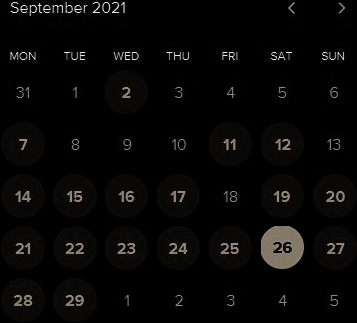 September 2021
MON TUE WED THU FRI SAT SUN
31 1 2 3 4 5 6
7 8 9 10 11 12 13
14 15 16 17 18 19 20
21 22 23 24 25 26 27
28 29 1 2 3 4 5